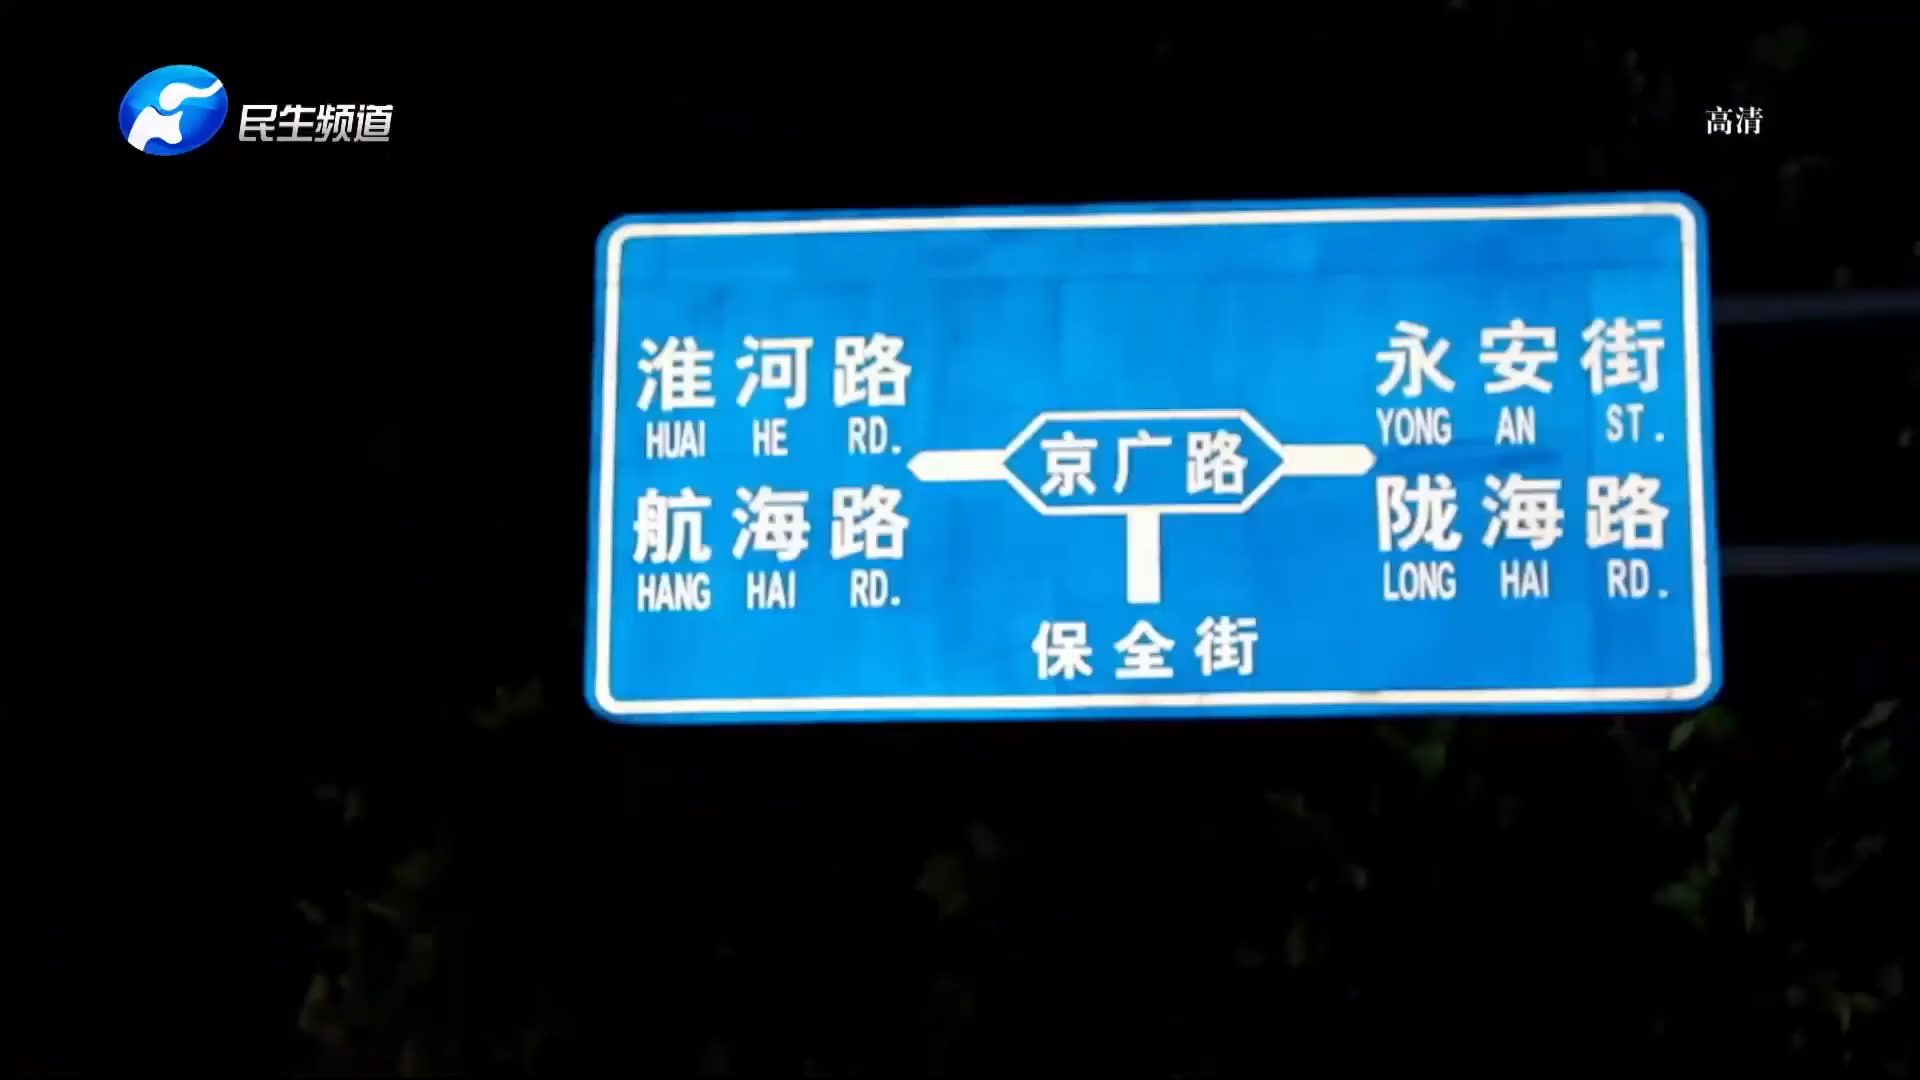 民生频道
高清
淮河路
HUAI HE RD.
航海路
HANG HAI RD.
京广路
保全街
永安街
YONG AN ST.
陇海路
LONG HAI RD.